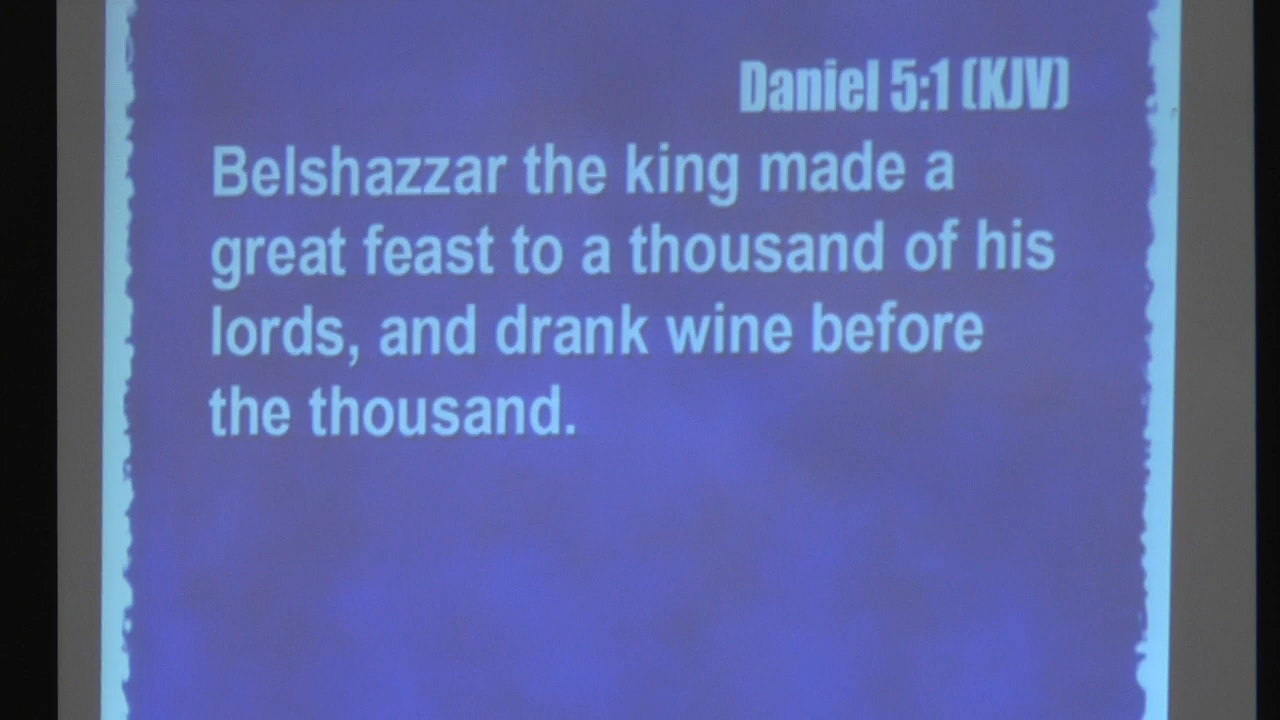 Daniel 5:1 (KJV)
Belshazzar the king made a
great feast to a thousand of his
lords, and drank wine before
the thousand.